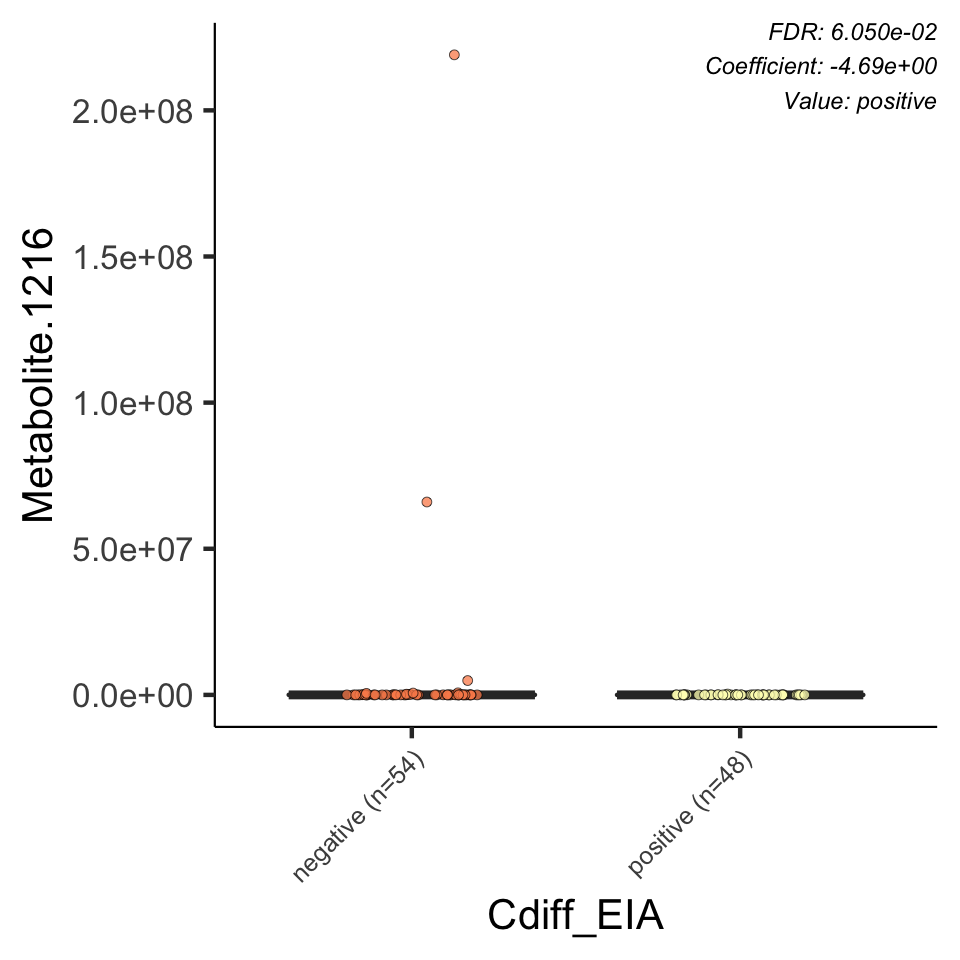 FDR: 6.050e-02
Coefficient: -4.69e+00
Value: positive
Metabolite.1216
2.0e+08
1.5e+08
1.0e+08
5.0e+07
0.0e+00
negative (n=54)
positive (n=48)
Cdiff_EIA